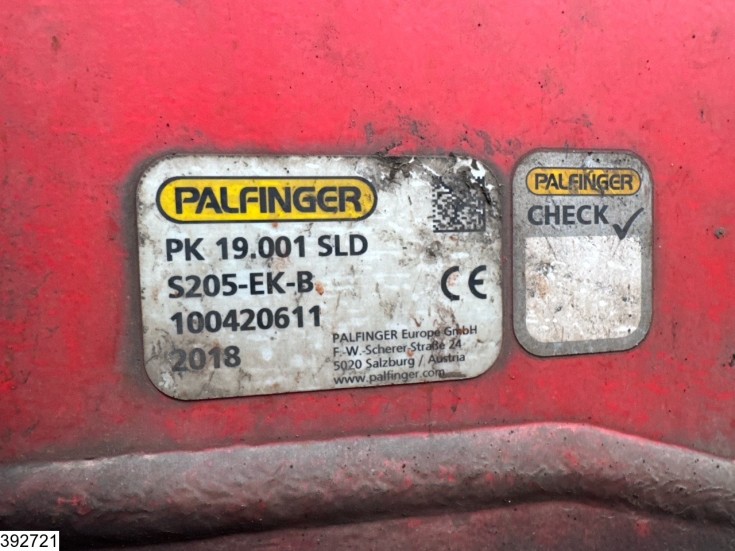 PALFINGER
PK 19.001 SLD
S205-EK-B
100420611
2018
PALFINGER Europe GmbH
F. W.-Scherer-Straße 24
5020 Salzburg / Austria
www.palfinger.com
PALFINGER
CHECK
CE
392721